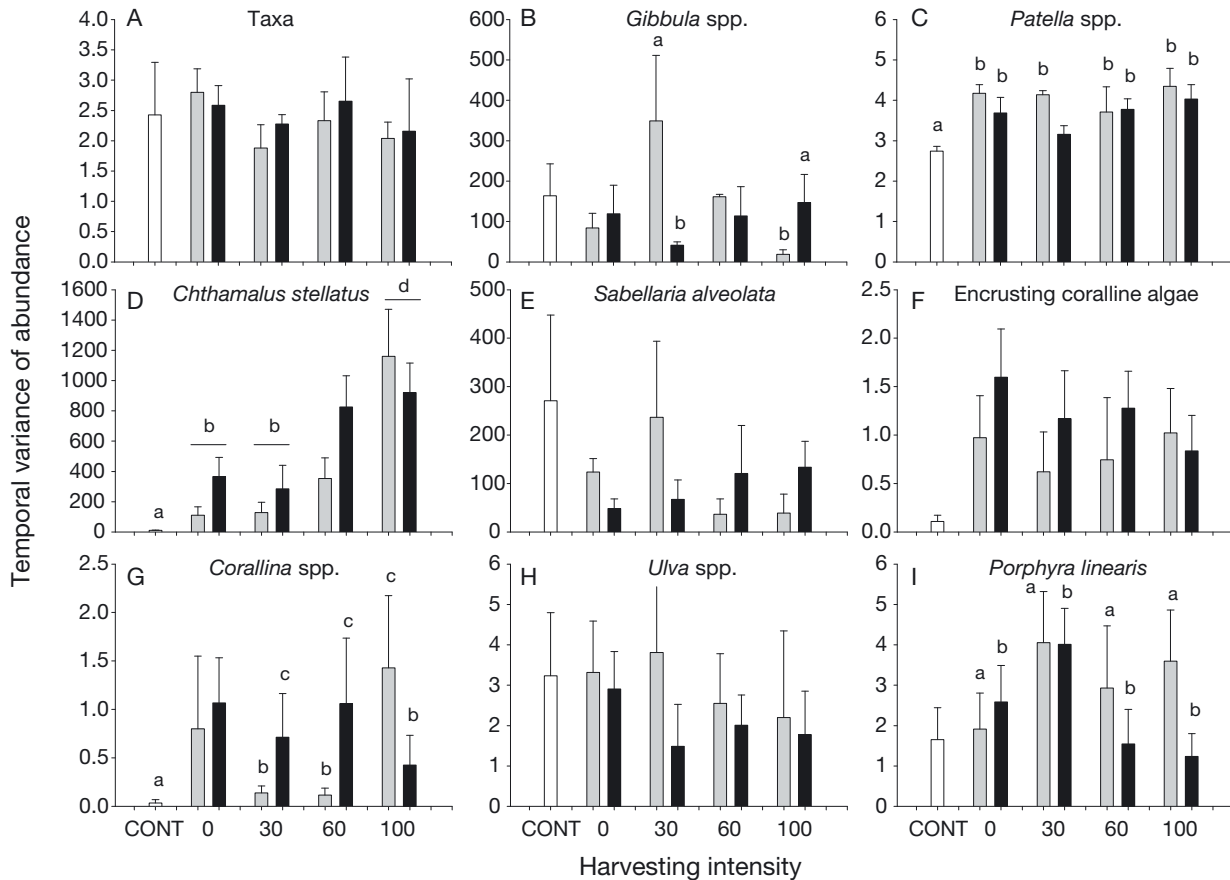 A Taxa
4.0
3.5
3.0
2.5
2.0
1.5
1.0
0.5
0.0
B Gibbula spp.
600
500
400
300
200
100
0
a
b
b
a
C Patella spp.
6
5
4
3
2
1
0
a
b
b
b
b
b
b
b
D Chthamalus stellatus
1600
1400
1200
1000
800
600
400
200
0
a
b
b
d
E Sabellaria alveolata
500
400
300
200
100
0
F Encrusting coralline algae
2.5
2.0
1.5
1.0
0.5
0.0
G Corallina spp.
2.5
2.0
1.5
1.0
0.5
0.0
a
b
c
b
c
c
b
CONT 0 30 60 100
H Ulva spp.
6
5
4
3
2
1
0
CONT 0 30 60 100
I Porphyra linearis
6
5
4
3
2
1
0
a
b
a
b
a
b
a
b
CONT 0 30 60 100
Temporal variance of abundance
Harvesting intensity